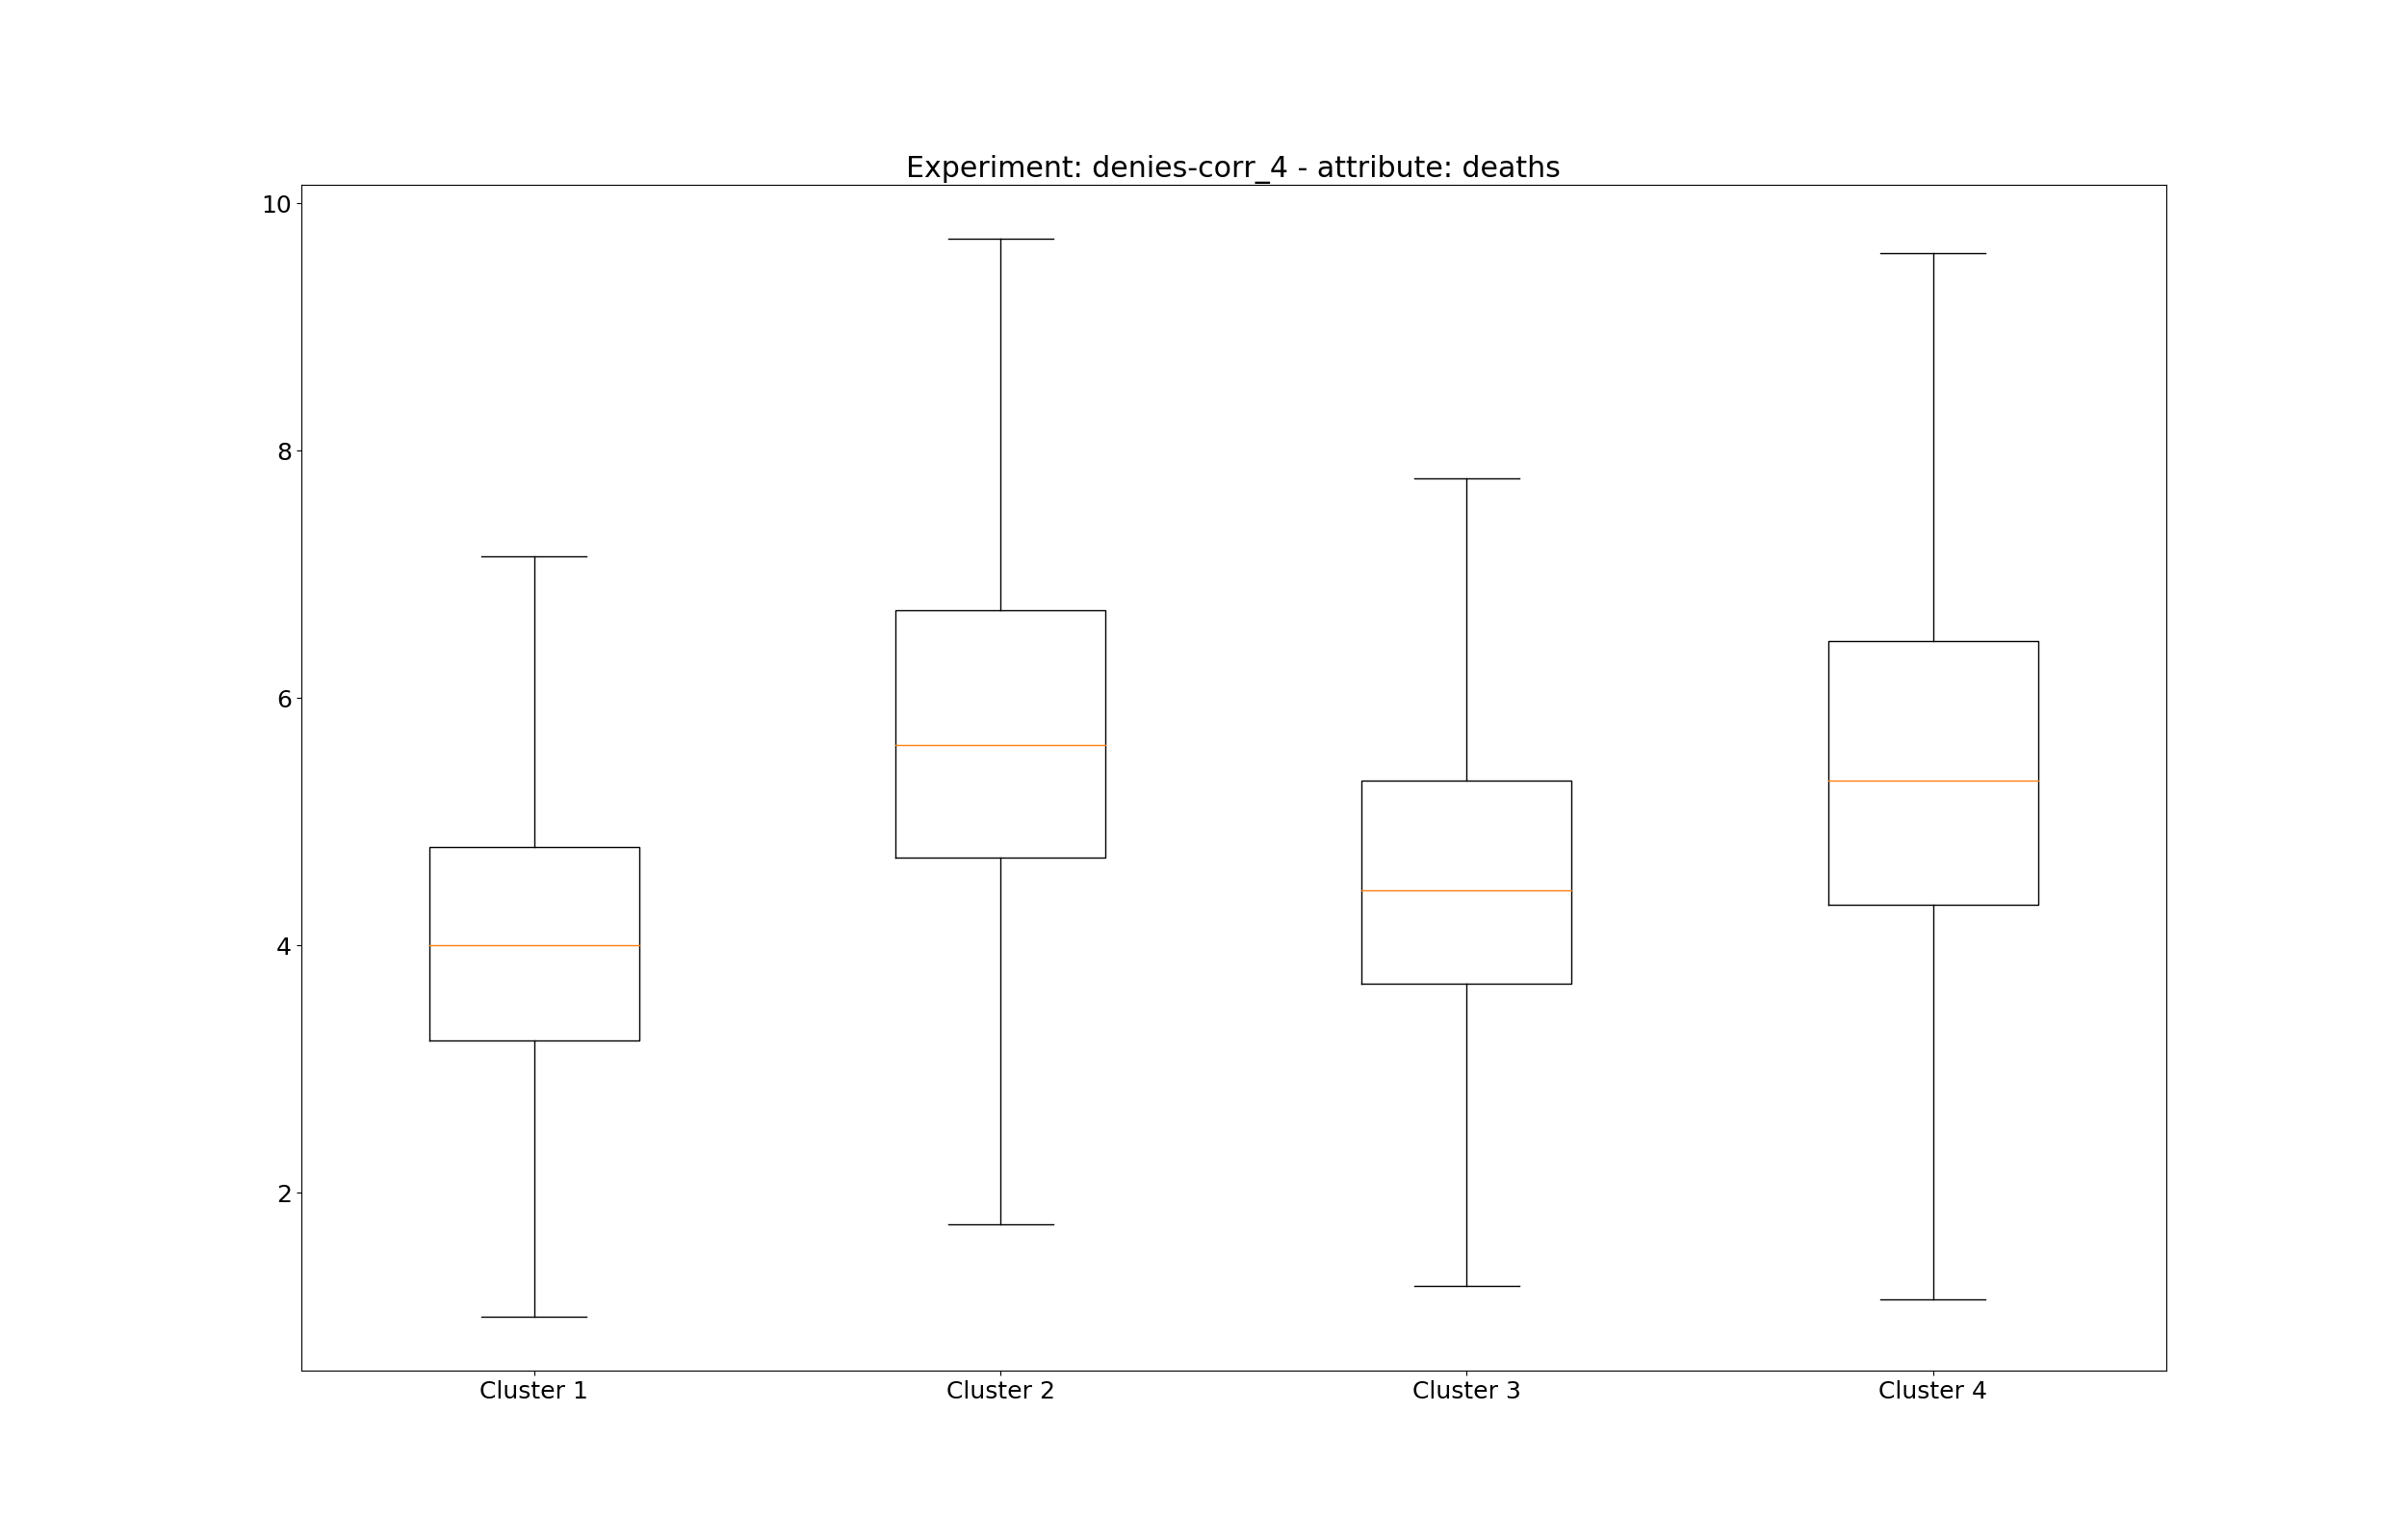 Experiment: denies-corr_4 - attribute: deaths
10
8
6
4
2
Cluster 1 Cluster 2 Cluster 3 Cluster 4